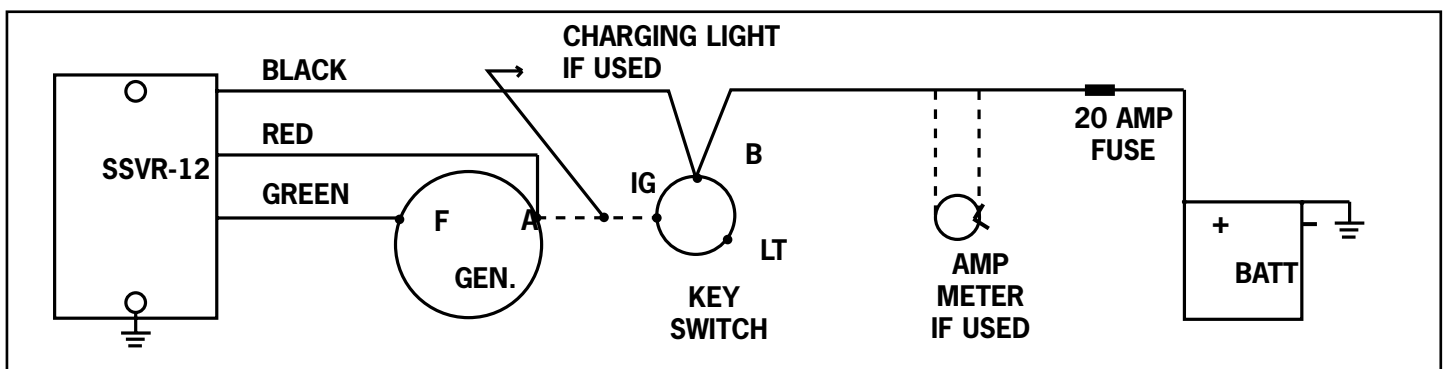 CHARGING LIGHT
IF USED
BLACK
RED
SSVR-12
GREEN
F
A
GEN.
IG
B
LT
KEY
SWITCH
AMP
METER
IF USED
20 AMP
FUSE
+
-
BATT